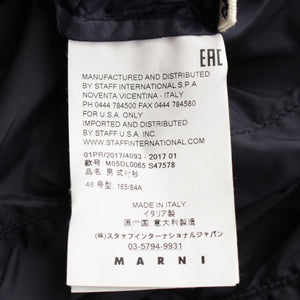 EAC
MANUFACTURED AND DISTRIBUTED
BY STAFF INTERNATIONAL S.P.A.
NOVENTA VICENTINA - ITALY
PH 0444 784500 FAX 0444 784580
FOR U.S.A. ONLY
IMPORTED AND DISTRIBUTED BY
STAFF U.S.A. INC.
WWW.STAFFINTERNATIONAL.COM
01PR/2017/4093 - 2017 01
款号: M05DL0065 S47578
品名: 男式衬衫
46 号型: 165/84A
MADE IN ITALY
イタリア製
原产国 意大利製造
(株)スタッフインターナショナルジャパン
03-5794-9931
MARNI